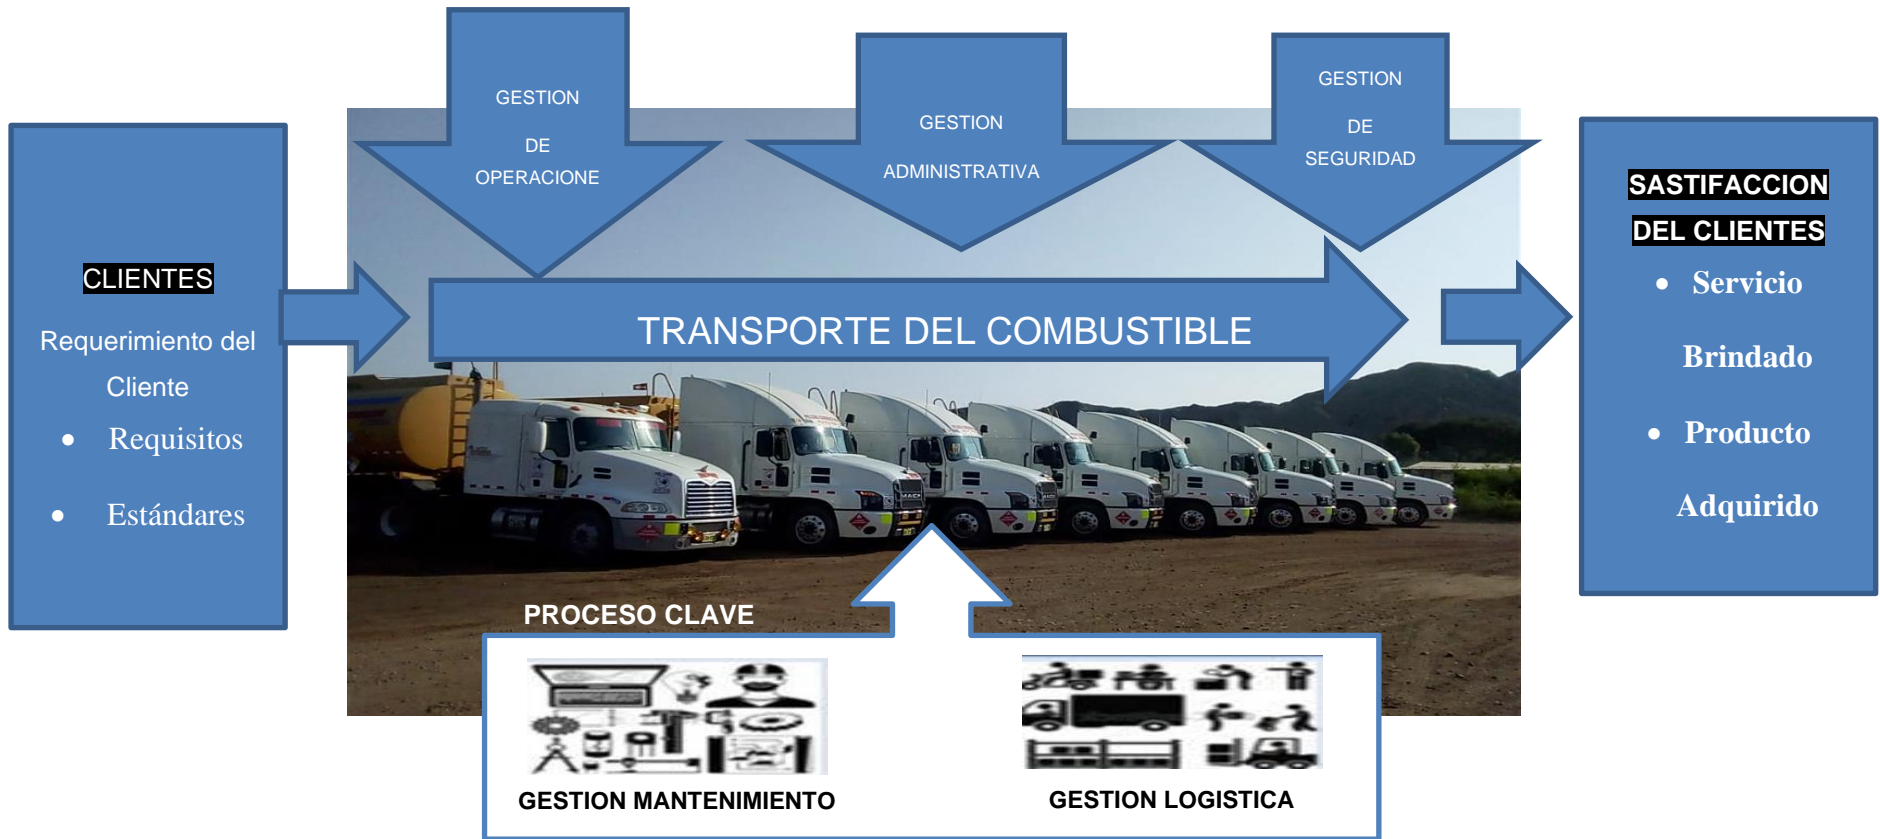 GESTION
DE
OPERACIONE
GESTION
ADMINISTRATIVA
GESTION
DE
SEGURIDAD
CLIENTES
Requerimiento del
Cliente
• Requisitos
• Estándares
TRANSPORTE DEL COMBUSTIBLE
SASTIFACCION
DEL CLIENTES
• Servicio
Brindado
• Producto
Adquirido
MACK
PROCESO CLAVE
GESTION MANTENIMIENTO
GESTION LOGISTICA